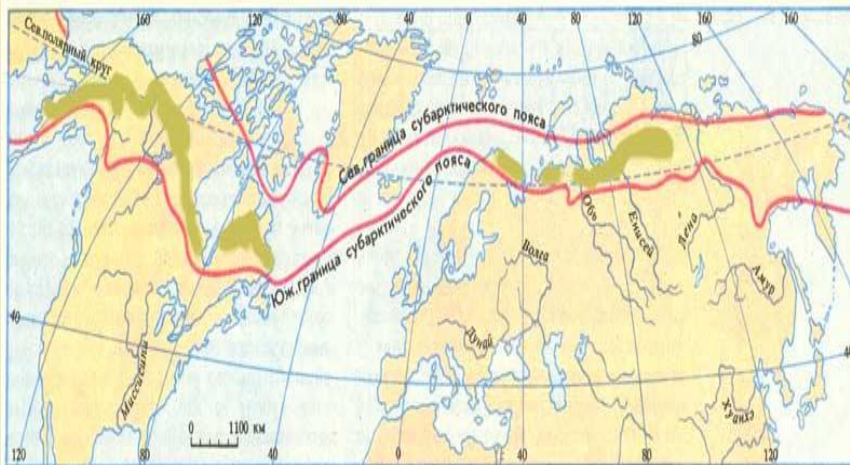 160 120 80 40 0 40 80 120 160
80
Сев.полярный круг
Сев.граница субарктического пояса
Юж.граница субарктического пояса
Обь
Енисей
Лена
Волга
Амур
Дунай
Миссисипи
Хуанхэ
40
40
0 1100 км
120 80 40 0 40 80 120